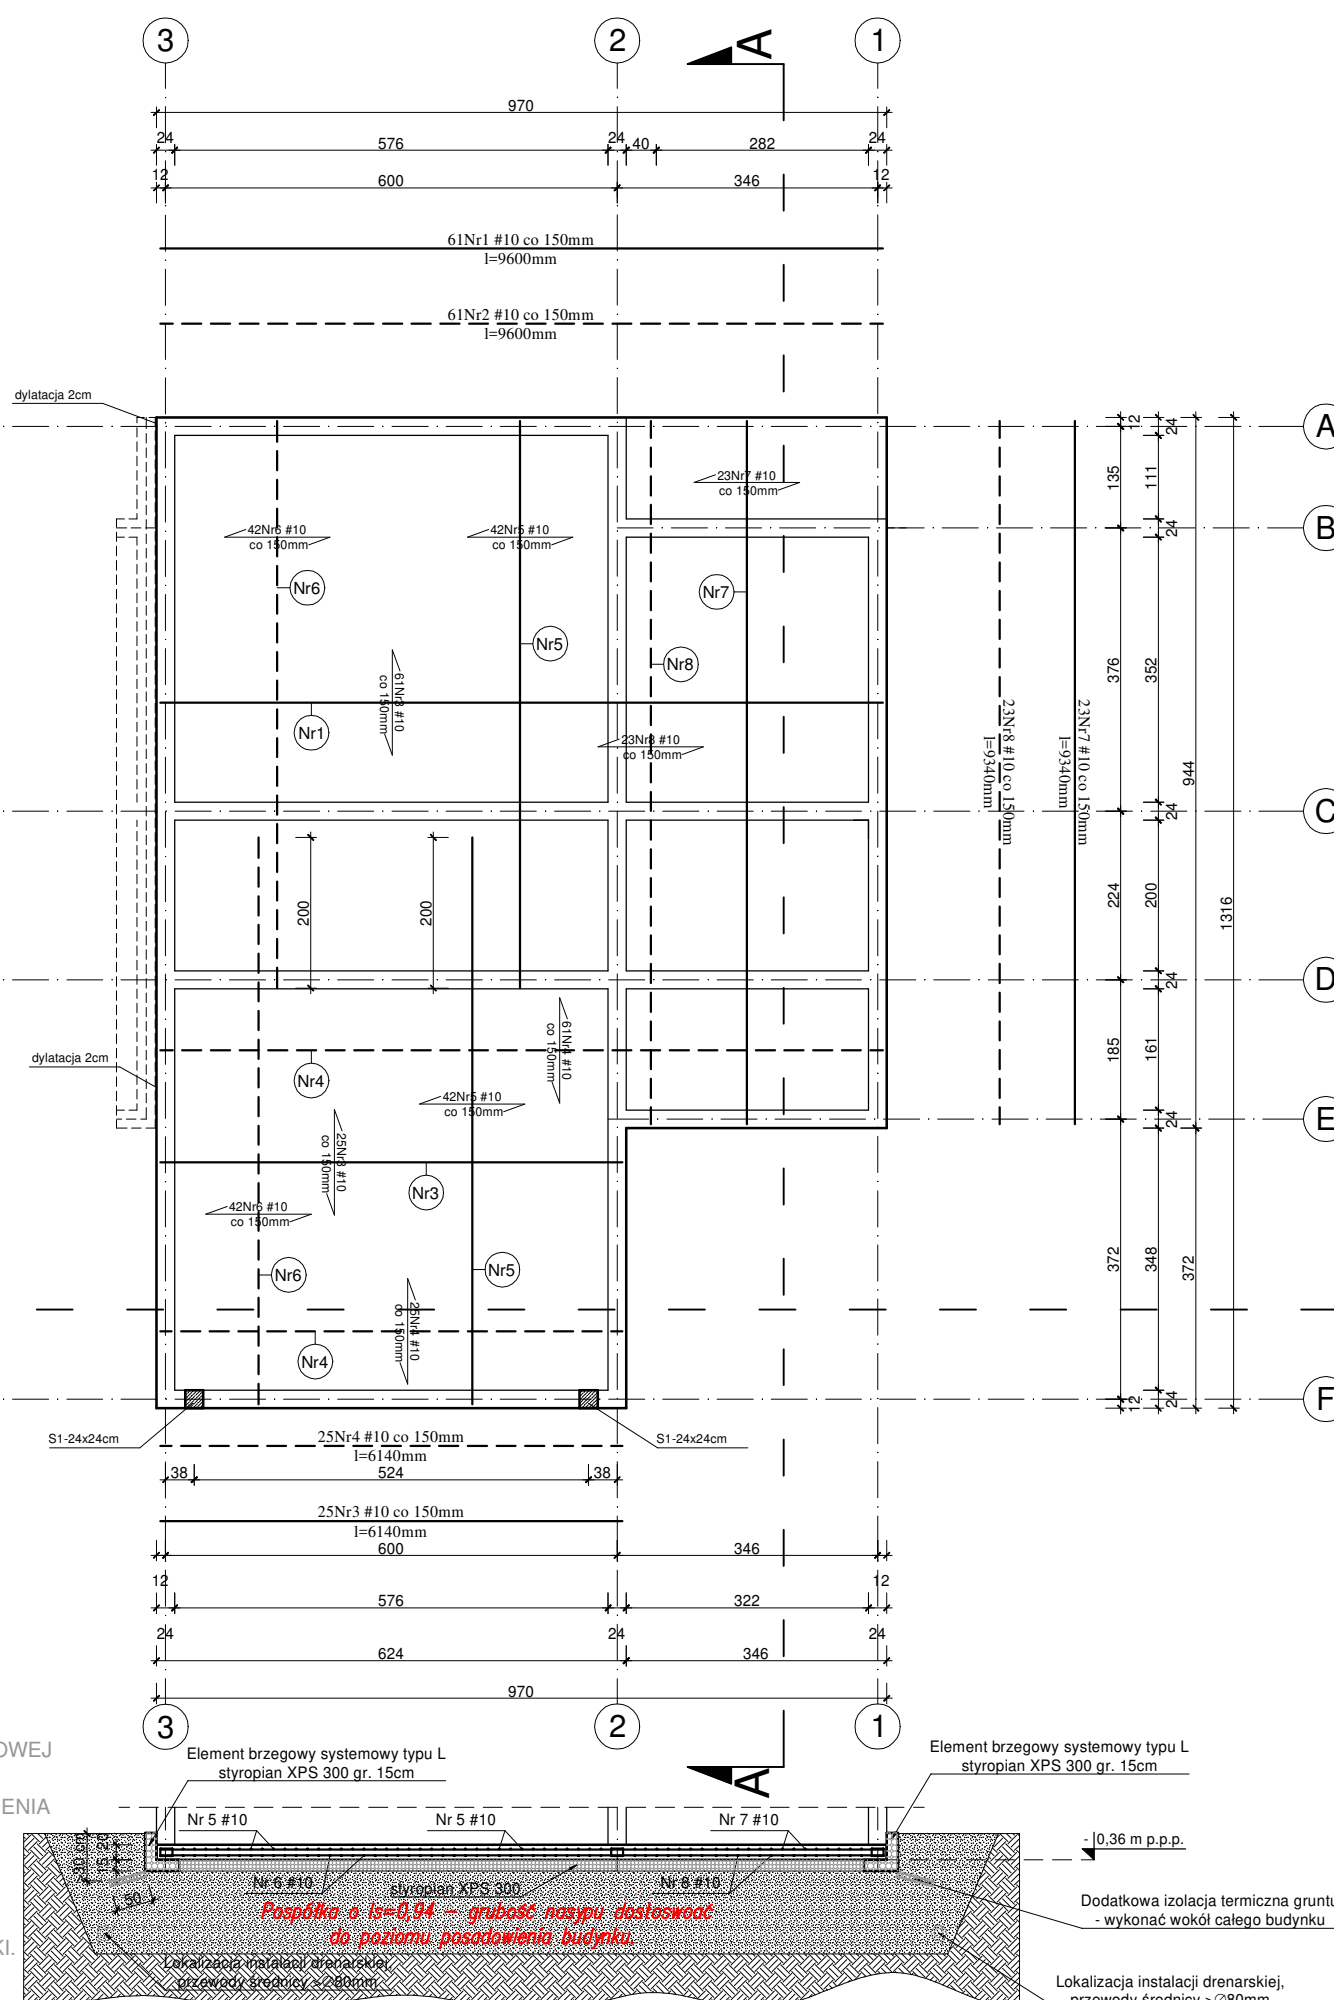 3
2
1
A
970
24
576
24
40
282
24
12
600
346
12
61Nr1 #10 co 150mm
l=9600mm
61Nr2 #10 co 150mm
l=9600mm
dylatacja 2cm
A
12
24
135
111
23Nr7 #10
co 150mm
42Nr6 #10
co 150mm
42Nr5 #10
co 150mm
B
24
Nr6
Nr7
Nr5
Nr8
61Nr3 #10
co 150mm
Nr1
23Nr8 #10
co 150mm
23Nr8 #10 co 150mm
l=9340mm
23Nr7 #10 co 150mm
l=9340mm
376
352
944
C
24
200
200
224
200
1316
D
24
61Nr4 #10
co 150mm
dylatacja 2cm
Nr4
185
161
42Nr5 #10
co 150mm
E
24
25Nr3 #10
co 150mm
Nr3
42Nr6 #10
co 150mm
Nr6
Nr5
372
348
372
25Nr4 #10
co 150mm
Nr4
F
12
24
S1-24x24cm
S1-24x24cm
25Nr4 #10 co 150mm
l=6140mm
38
524
38
25Nr3 #10 co 150mm
l=6140mm
600
346
12
12
576
322
24
24
24
624
346
970
3
2
1
A
OWEJ
ENIA
KI.
Element brzegowy systemowy typu L
styropian XPS 300 gr. 15cm
Element brzegowy systemowy typu L
styropian XPS 300 gr. 15cm
Nr 5 #10
Nr 5 #10
Nr 7 #10
- 0,36 m p.p.p.
Nr 6 #10
styropian XPS 300
Nr 8 #10
50
Pospółka o Is=0,94 – grubość nasypu dostoswoać
do poziomu posadowienia budynku.
Dodatkowa izolacja termiczna gruntu
- wykonać wokół całego budynku
Lokalizacja instalacji drenarskiej,
przewody średnicy >∅80mm
Lokalizacja instalacji drenarskiej,
przewody średnicy >∅80mm